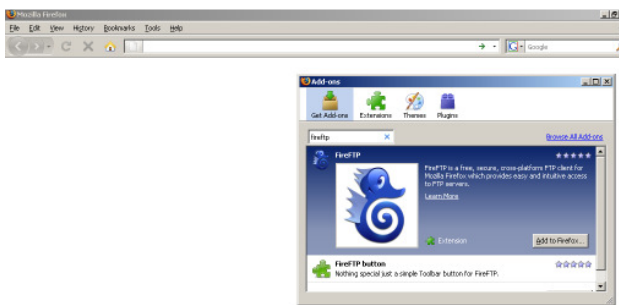 Mozilla Firefox
File Edit View History Bookmarks Tools Help
Google
Add-ons
Get Add-ons Extensions Themes Plugins
fireftp
Browse All Add-ons
FireFTP
FireFTP is a free, secure, cross-platform FTP client for
Mozilla Firefox which provides easy and intuitive access
to FTP servers.
Learn More
Extension
Add to Firefox...
FireFTP button
Nothing special just a simple Toolbar button for FireFTP.